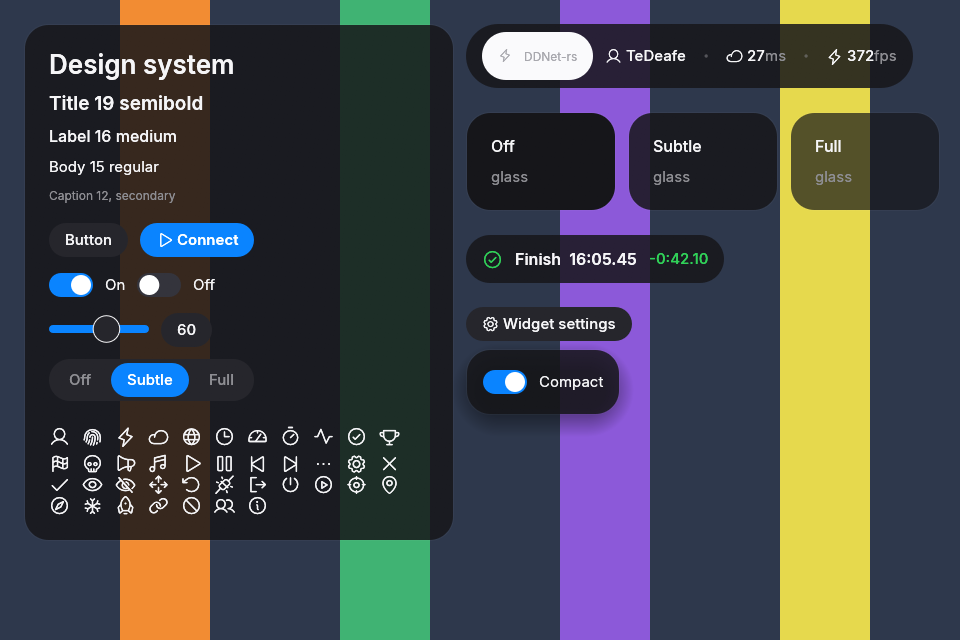 Design system
Title 19 semibold
Label 16 medium
Body 15 regular
Caption 12, secondary
Button
Connect
On
Off
60
Off
Subtle
Full
DDNet-rs
TeDeafe
27ms
372fps
Off
glass
Subtle
glass
Full
glass
Finish 16:05.45 -0:42.10
Widget settings
Compact